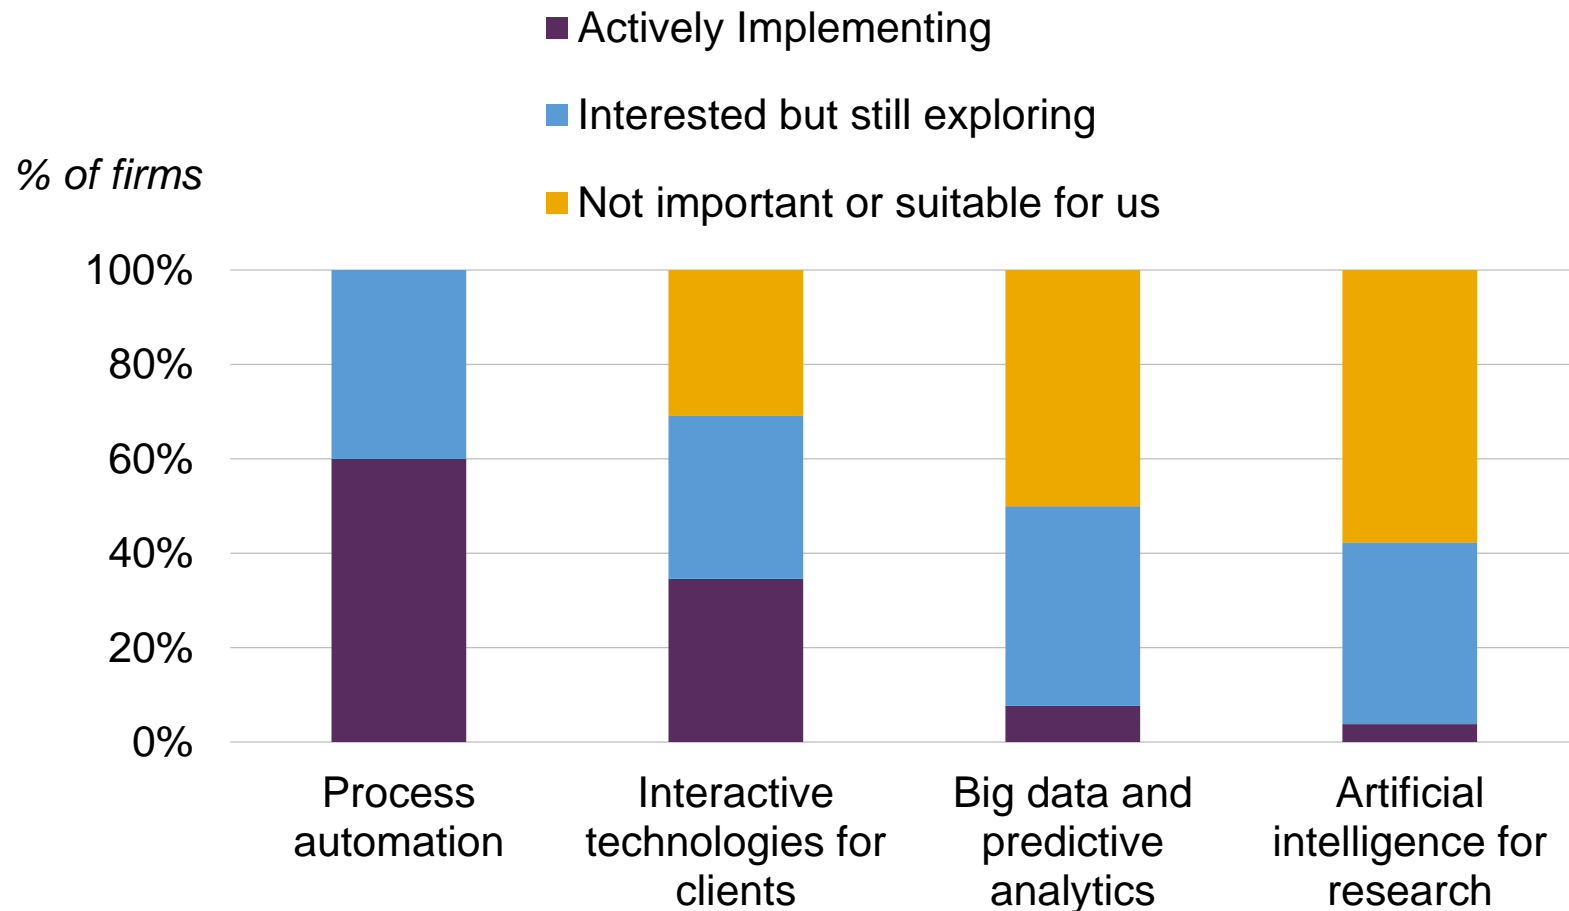 Actively Implementing
Interested but still exploring
% of firms
Not important or suitable for us
100%
80%
60%
40%
20%
0%
Process
automation
Interactive
technologies for
clients
Big data and
predictive
analytics
Artificial
intelligence for
research